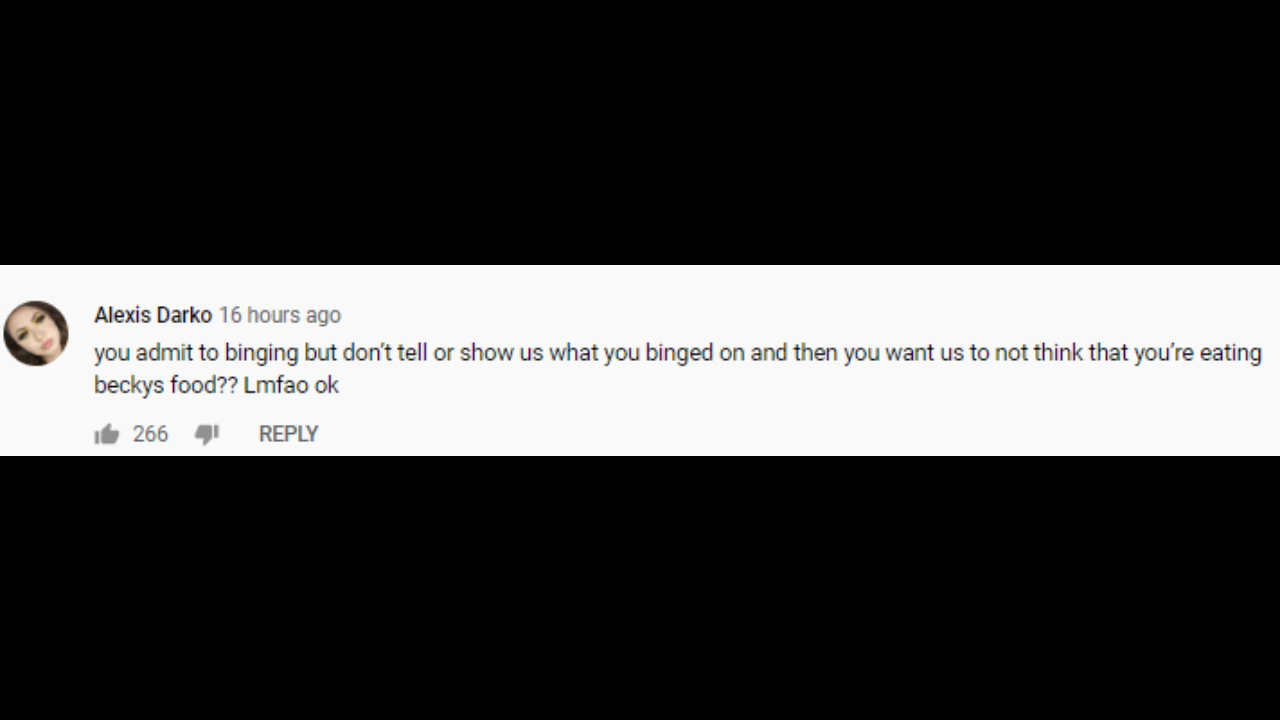 Alexis Darko 16 hours ago
you admit to binging but don’t tell or show us what you binged on and then you want us to not think that you’re eating
beckys food?? Lmfao ok
266 REPLY